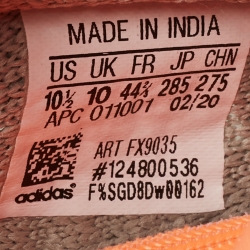 MADE IN INDIA
US UK FR JP CHN
10½ 10 44⅔ 285 275
APC 011001 02/20
ART FX9035
#124800536
adidas F%SGD8Dw00162